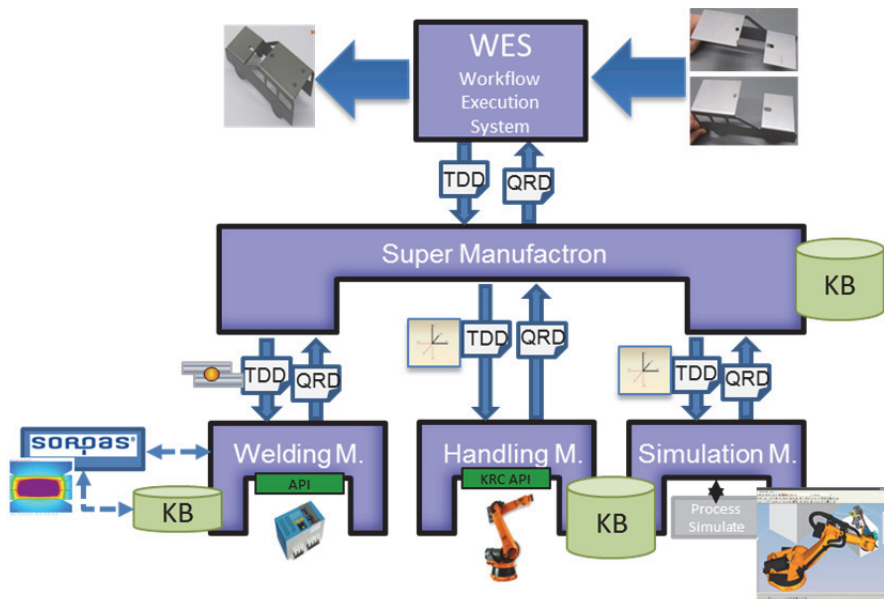 WES
Workflow
Execution
System
TDD
QRD
Super Manufactron
KB
TDD
QRD
TDD
QRD
TDD
QRD
SORPAS®
Welding M.
Handling M.
Simulation M.
API
KRC API
KB
KB
Process
Simulate